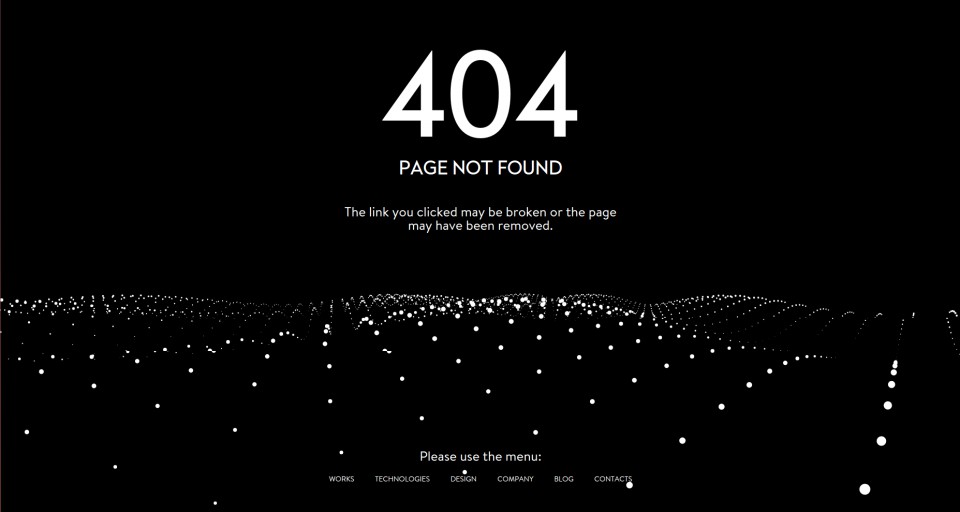 404
PAGE NOT FOUND
The link you clicked may be broken or the page
may have been removed.
Please use the menu:
WORKS TECHNOLOGIES DESIGN COMPANY BLOG CONTACTS